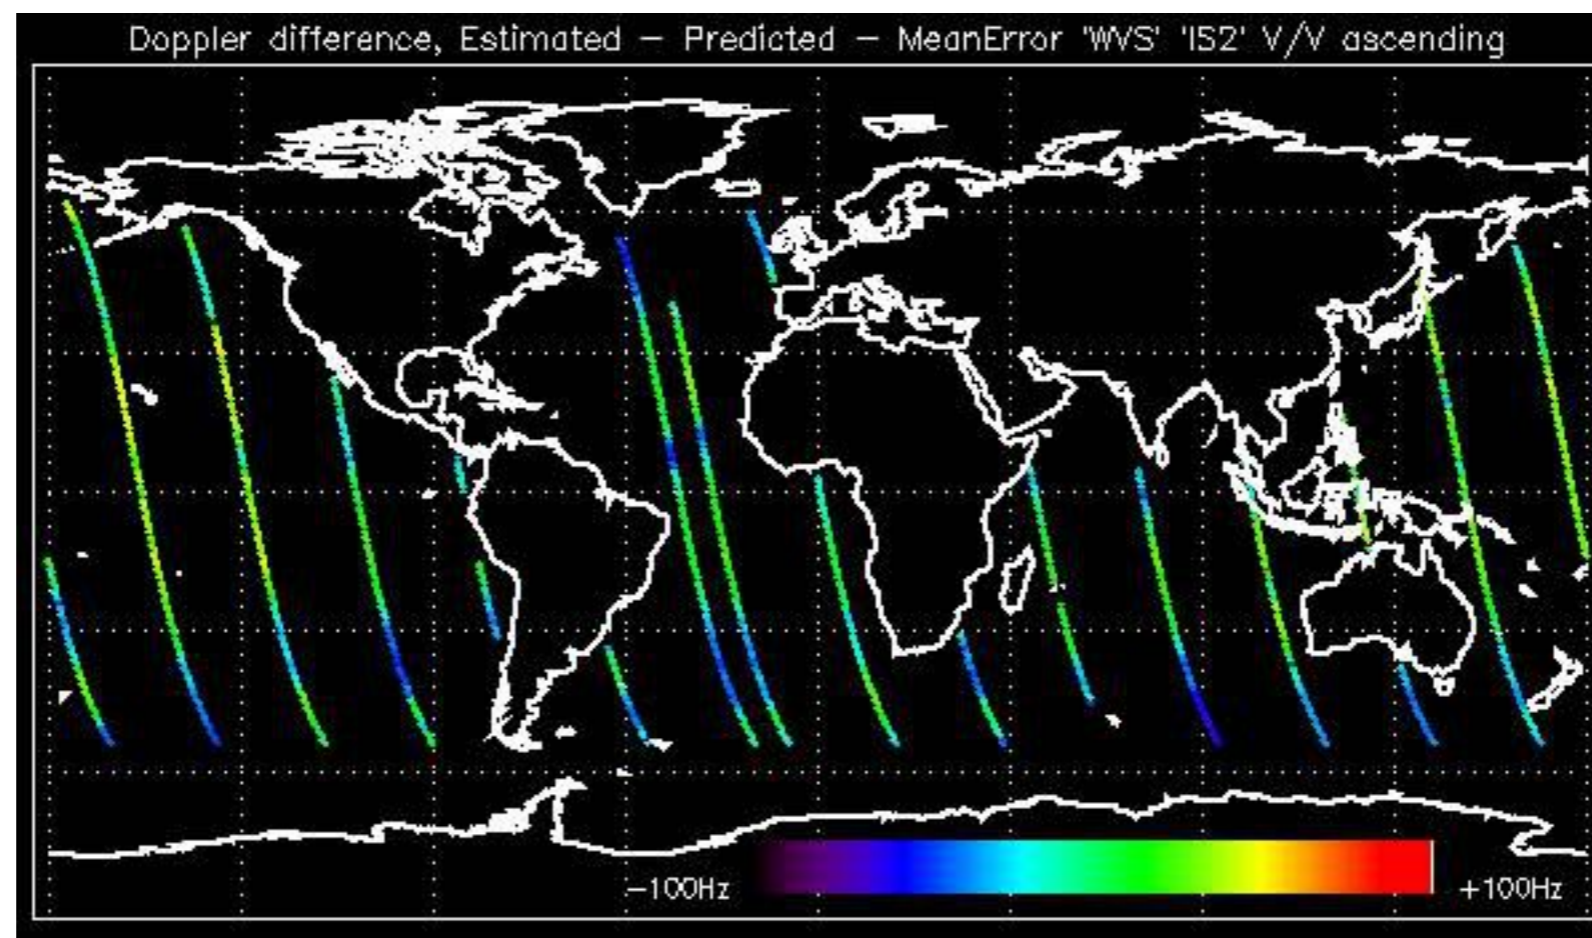 Doppler difference, Estimated − Predicted − MeanError 'WVS' 'IS2' V/V ascending
−100Hz
+100Hz